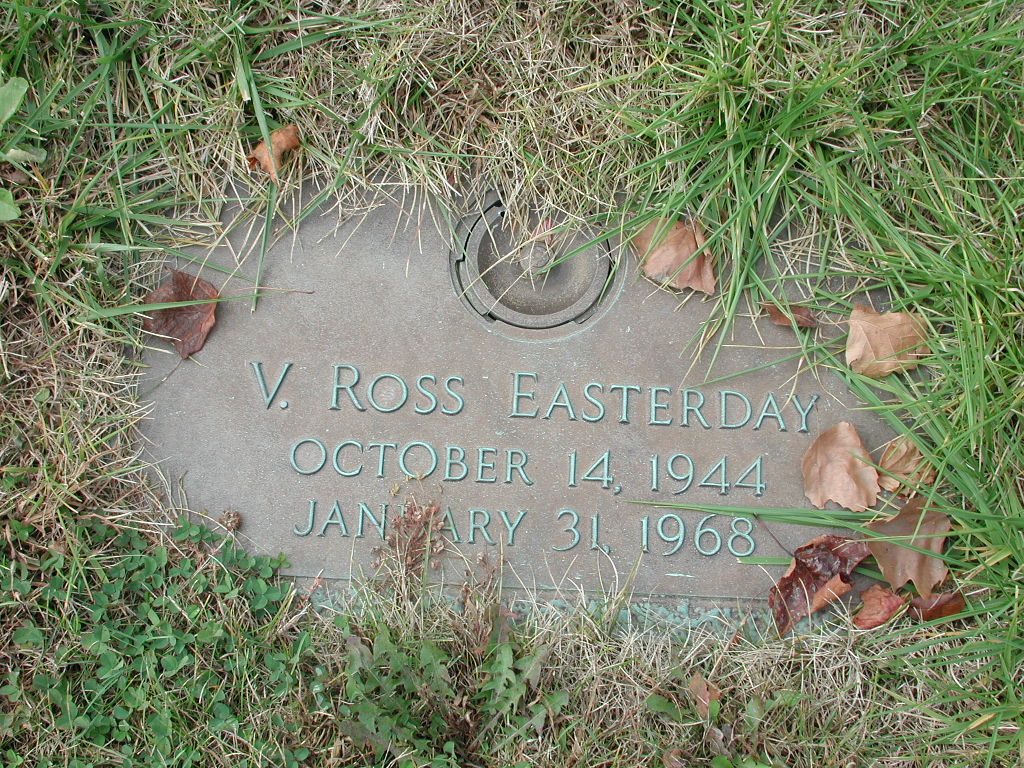 V. ROSS EASTERDAY
OCTOBER 14, 1944
JANUARY 31, 1968